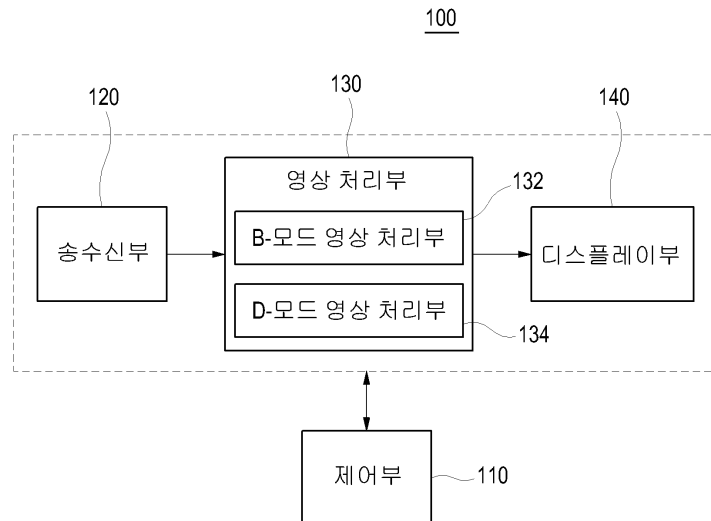 100
120
130
140
영상 처리부
132
B-모드 영상 처리부
송수신부
디스플레이부
D-모드 영상 처리부
134
제어부
110